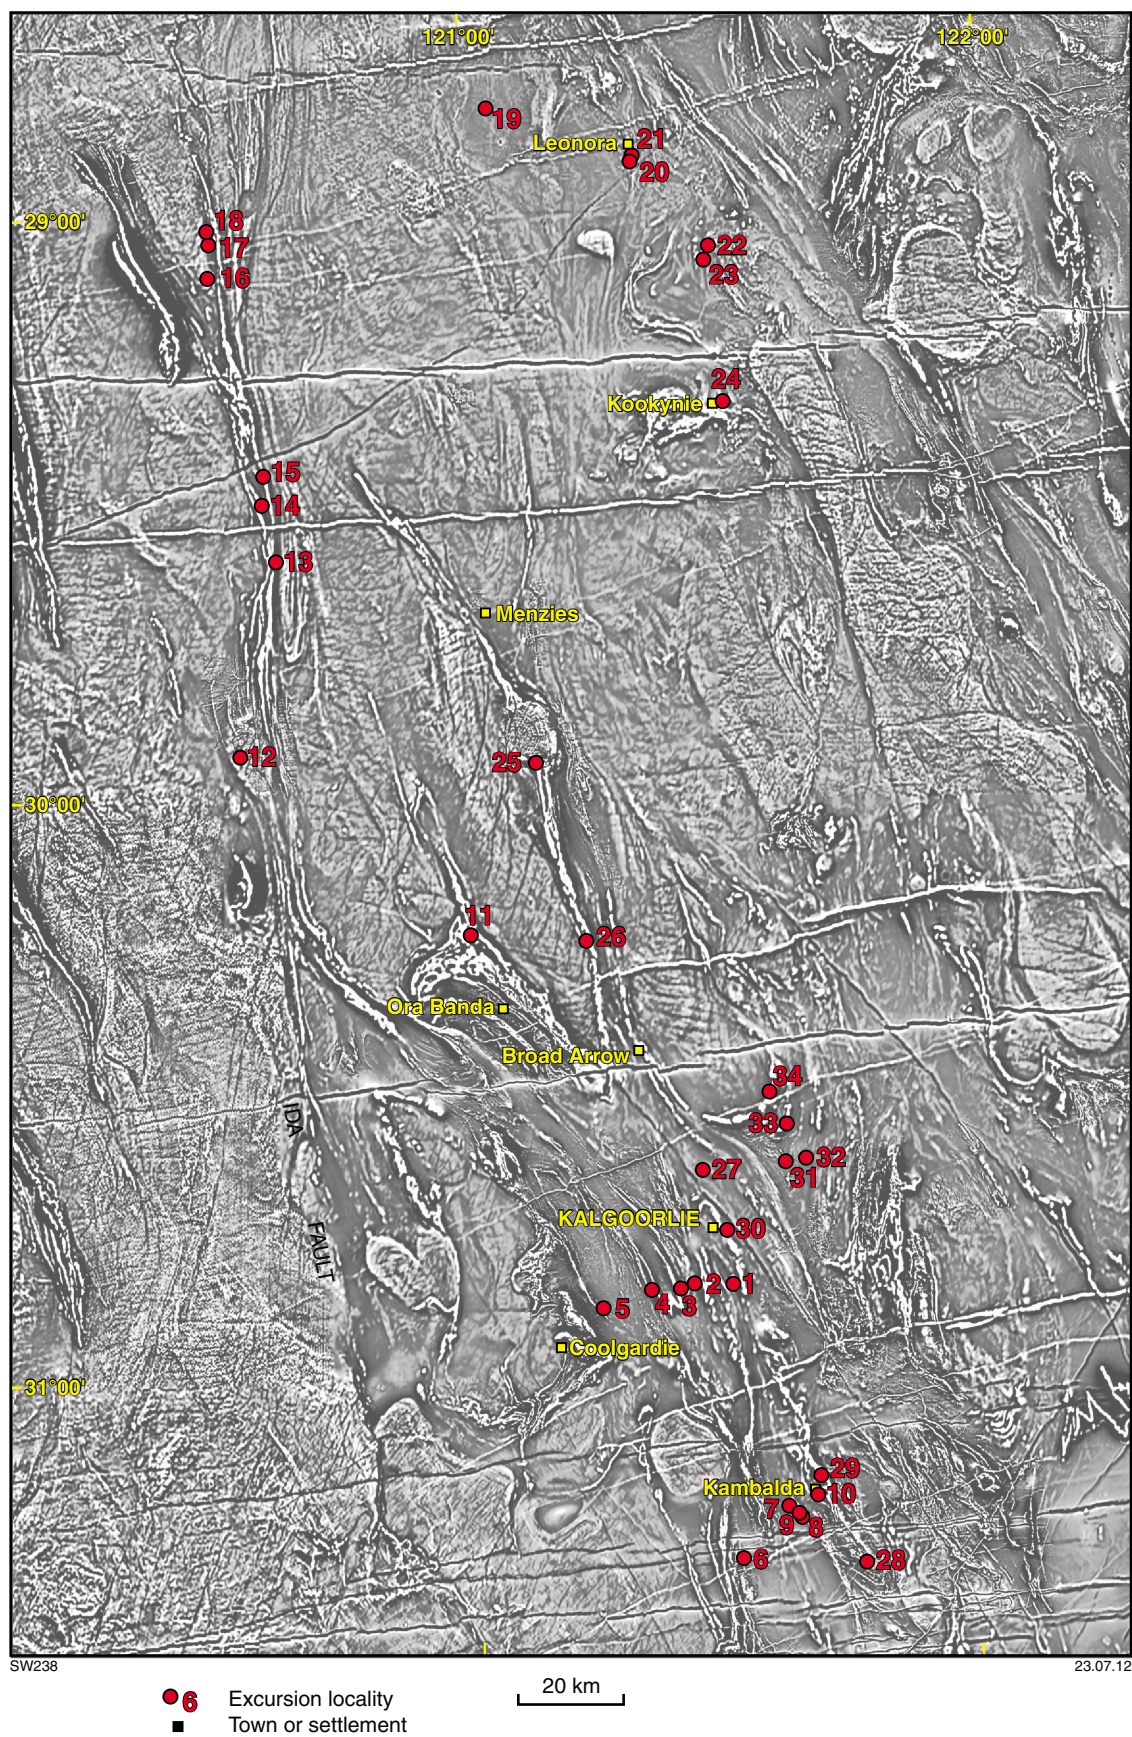 121°00' 122°00'
19
Leonora 21
20
29°00' 18
17
22
16
23
24
Kookynie
15
14
13
Menzies
12
25
30°00'
11
26
Ora Banda
Broad Arrow
34
IDA
33
32
31
27
KALGOORLIE 30
FAULT
2 1
4 3
5
Coolgardie
31°00'
29
Kambalda 10
7
9 8
6 28
SW238 23.07.12
6 Excursion locality
Town or settlement
20 km